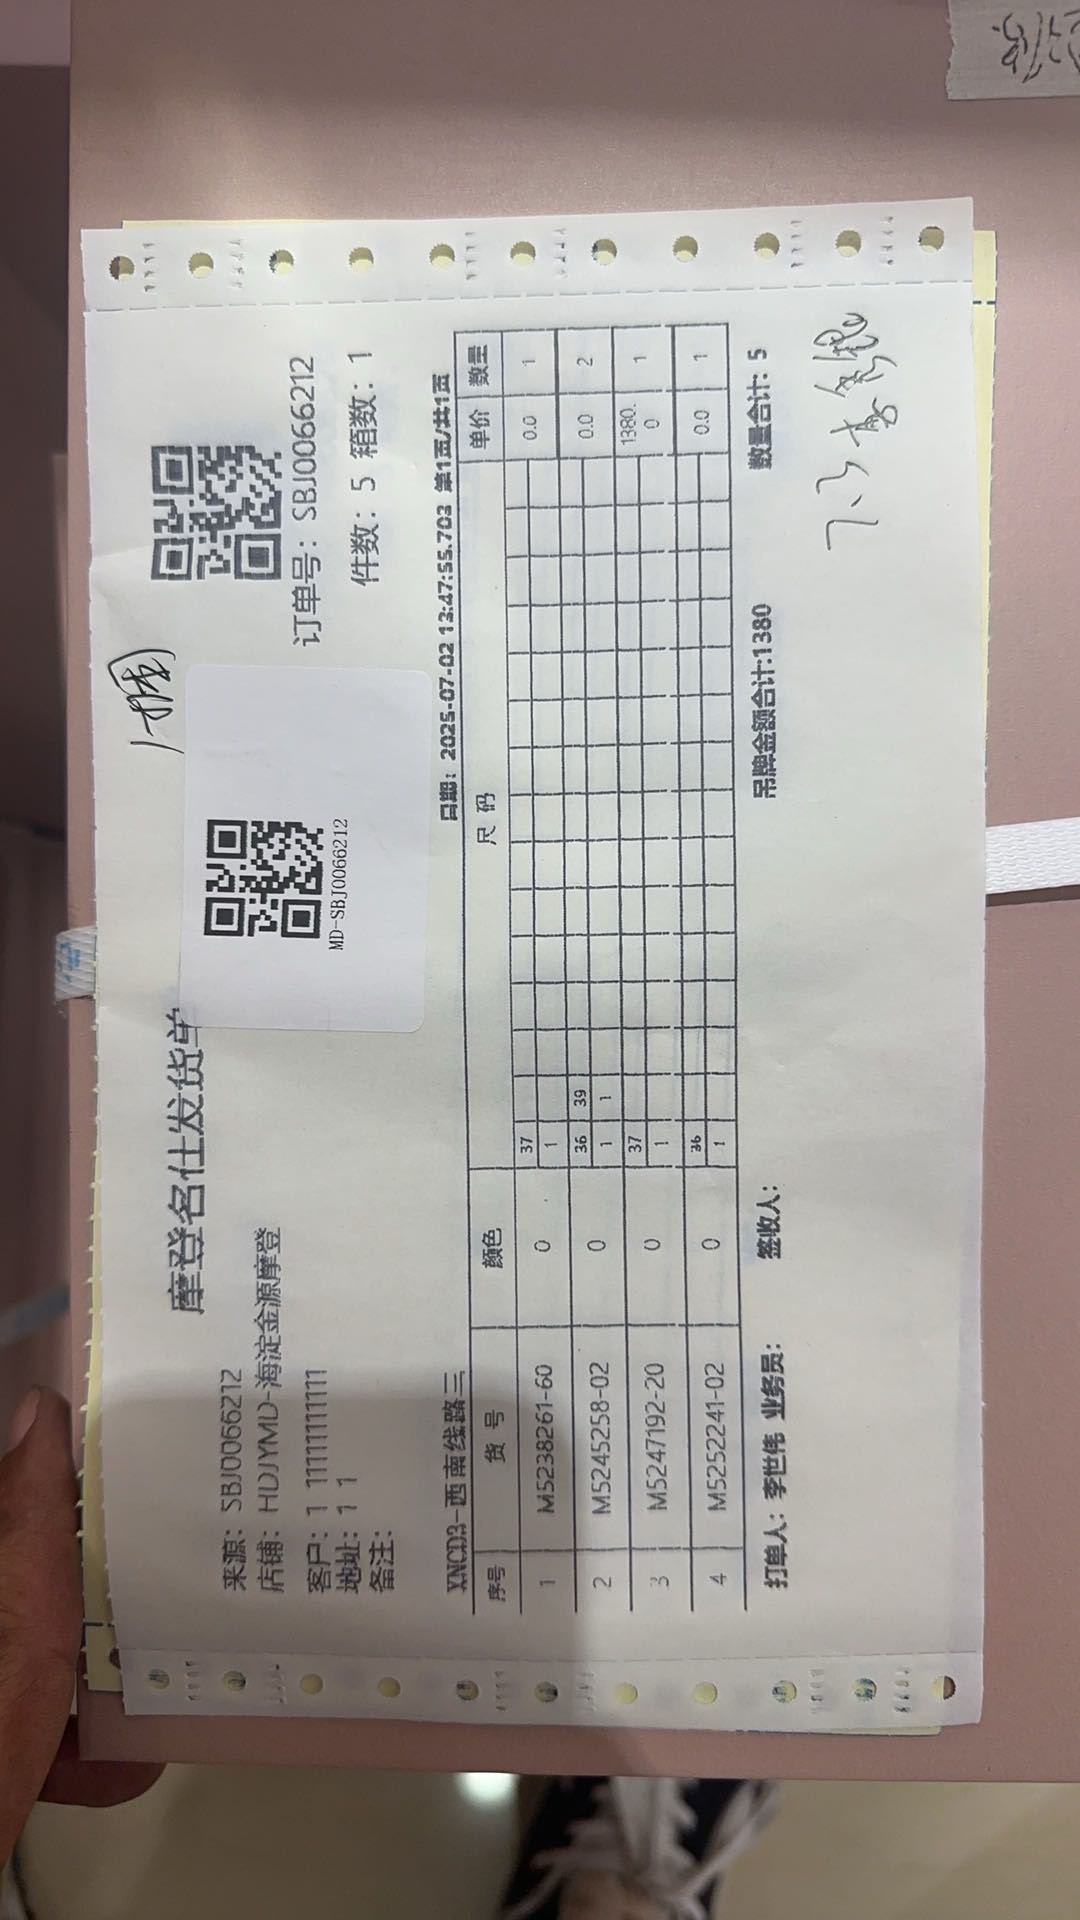 摩登名仕发货单
来源：SBJ0066212
店铺：HDJYMD-海淀金源摩登
客户：1 11111111111
地址：1 1
备注：
MD-SBJ0066212
订单号：SBJ0066212
件数：5 箱数：1
XNCD3-西南线路三 日期：2025-07-02 13:47:55.703 第1页/共1页
序号 货号 颜色 尺码 单价 数量
1 M5238261-60 0 37 0.0 1
1
2 M5245258-02 0 36 39 0.0 2
1 1
3 M5247192-20 0 37 1380.0 1
1
4 M5252241-02 0 36 0.0 1
1
打单人：李世伟 业务员： 签收人： 吊牌金额合计:1380 数量合计：5
7.3